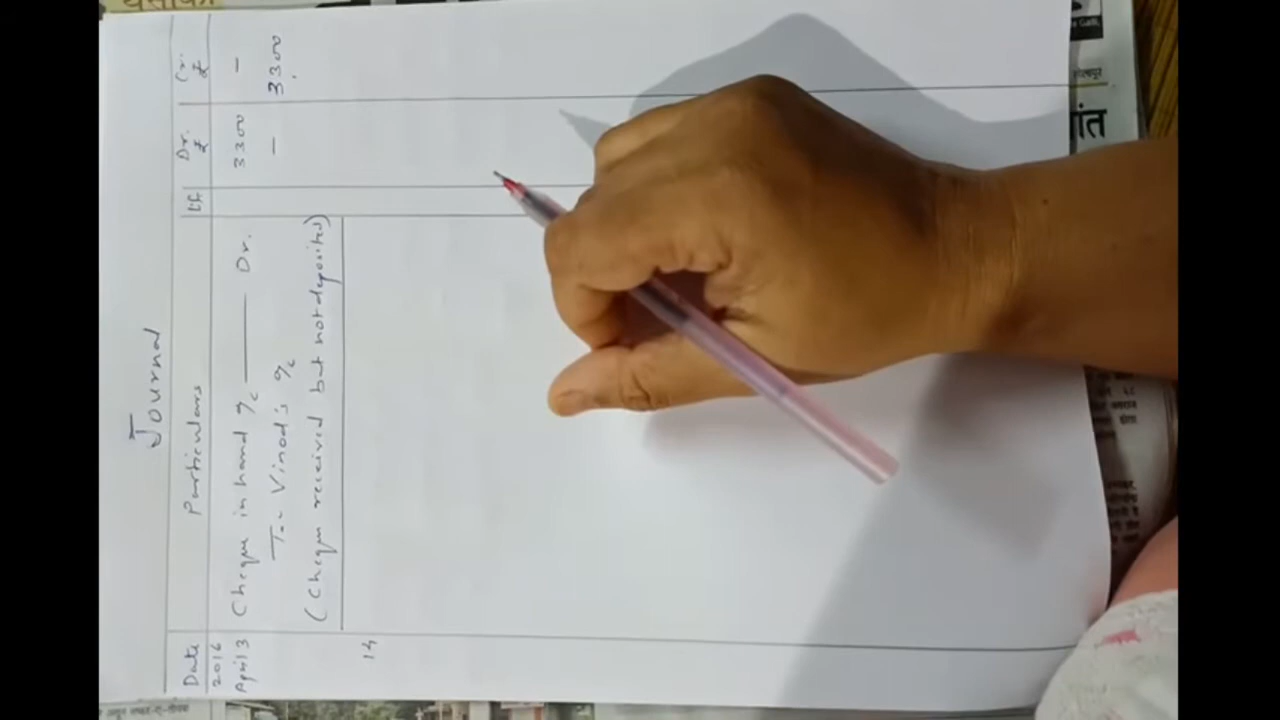 Journal
Date Particulars L.F. Dr. ₹ Cr. ₹
2016
April 3 Cheque in hand a/c ——— Dr. 3300 –
To- Vinod's a/c – 3300
(Cheque received but not deposited)
14
ांत